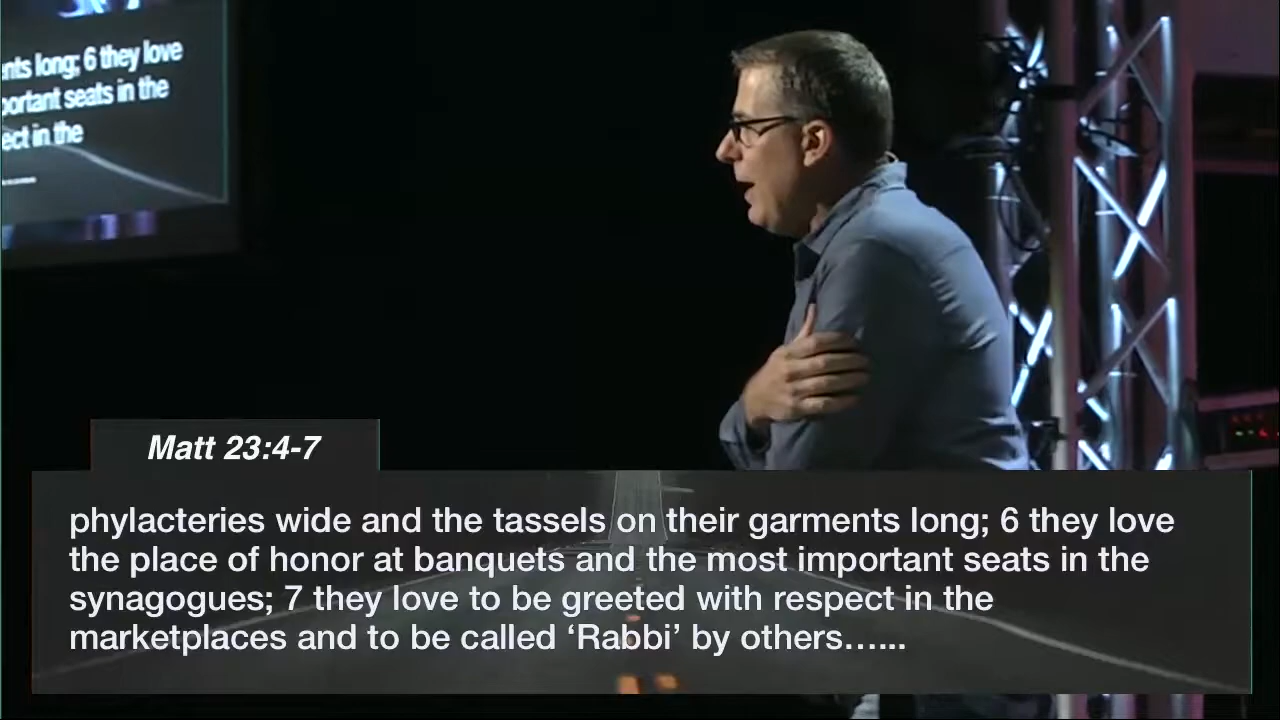 nts long; 6 they love
portant seats in the
ect in the
Matt 23:4-7
phylacteries wide and the tassels on their garments long; 6 they love
the place of honor at banquets and the most important seats in the
synagogues; 7 they love to be greeted with respect in the
marketplaces and to be called ‘Rabbi’ by others…...